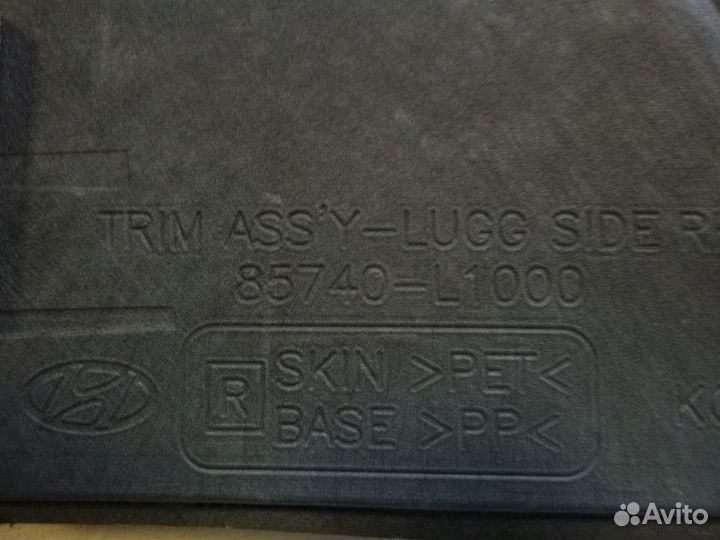 TRIM ASS'Y-LUGG SIDE R
85740-L1000
R
SKIN >PET<
BASE >PP<
K
Avito